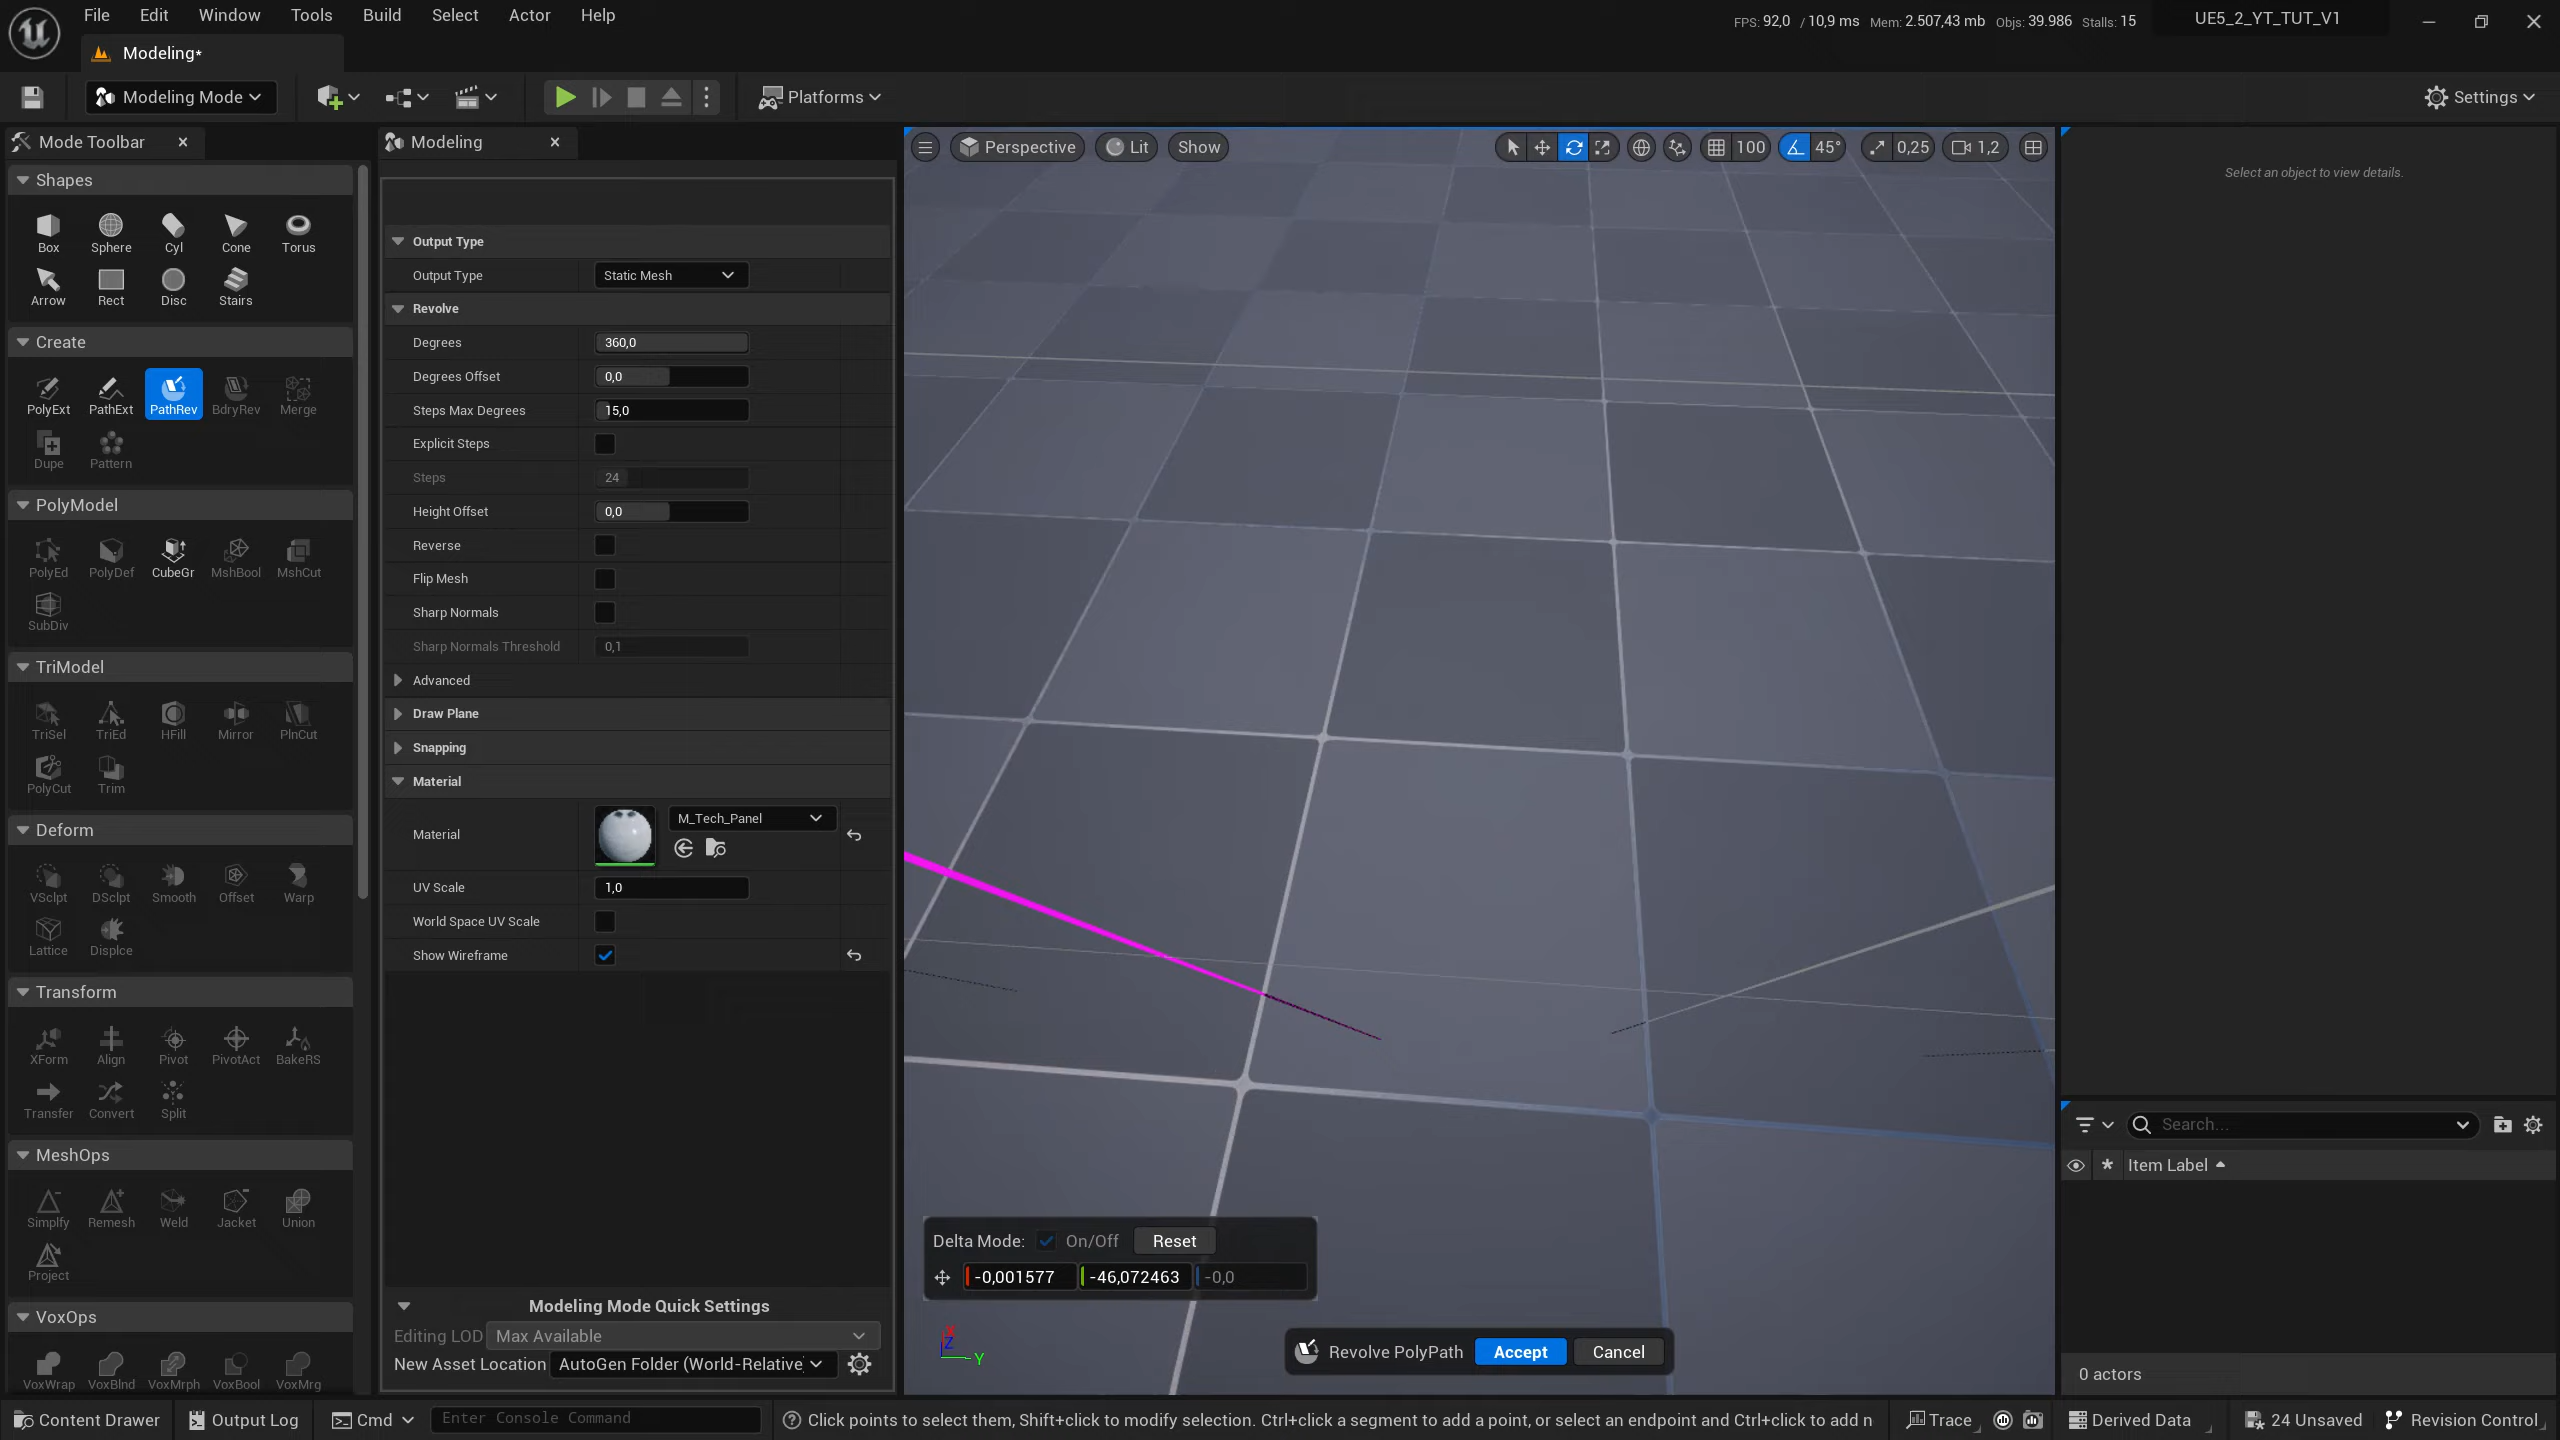 File Edit Window Tools Build Select Actor Help
FPS: 92,0 / 10,9 ms Mem: 2.507,43 mb Objs: 39.986 Stalls: 15 UE5_2_YT_TUT_V1
Modeling*
Modeling Mode Platforms Settings
Mode Toolbar
Shapes
Box Sphere Cyl Cone Torus
Arrow Rect Disc Stairs
Create
PolyExt PathExt PathRev BdryRev Merge
Dupe Pattern
PolyModel
PolyEd PolyDef CubeGr MshBool MshCut
SubDiv
TriModel
TriSel TriEd HFill Mirror PlnCut
PolyCut Trim
Deform
VSclpt DSclpt Smooth Offset Warp
Lattice Displce
Transform
XForm Align Pivot PivotAct BakeRS
Transfer Convert Split
MeshOps
Simplfy Remesh Weld Jacket Union
Project
VoxOps
VoxWrap VoxBlnd VoxMrph VoxBool VoxMrg
Modeling
Output Type
Output Type Static Mesh
Revolve
Degrees 360,0
Degrees Offset 0,0
Steps Max Degrees 15,0
Explicit Steps
Steps 24
Height Offset 0,0
Reverse
Flip Mesh
Sharp Normals
Sharp Normals Threshold 0,1
Advanced
Draw Plane
Snapping
Material
Material M_Tech_Panel
UV Scale 1,0
World Space UV Scale
Show Wireframe
Modeling Mode Quick Settings
Editing LOD Max Available
New Asset Location AutoGen Folder (World-Relative)
Perspective Lit Show 100 45° 0,25 1,2
Delta Mode: On/Off Reset
-0,001577 -46,072463 -0,0
X Z Y
Revolve PolyPath Accept Cancel
Select an object to view details.
Search...
* Item Label
0 actors
Content Drawer Output Log Cmd Enter Console Command Click points to select them, Shift+click to modify selection. Ctrl+click a segment to add a point, or select an endpoint and Ctrl+click to add n Trace Derived Data 24 Unsaved Revision Control